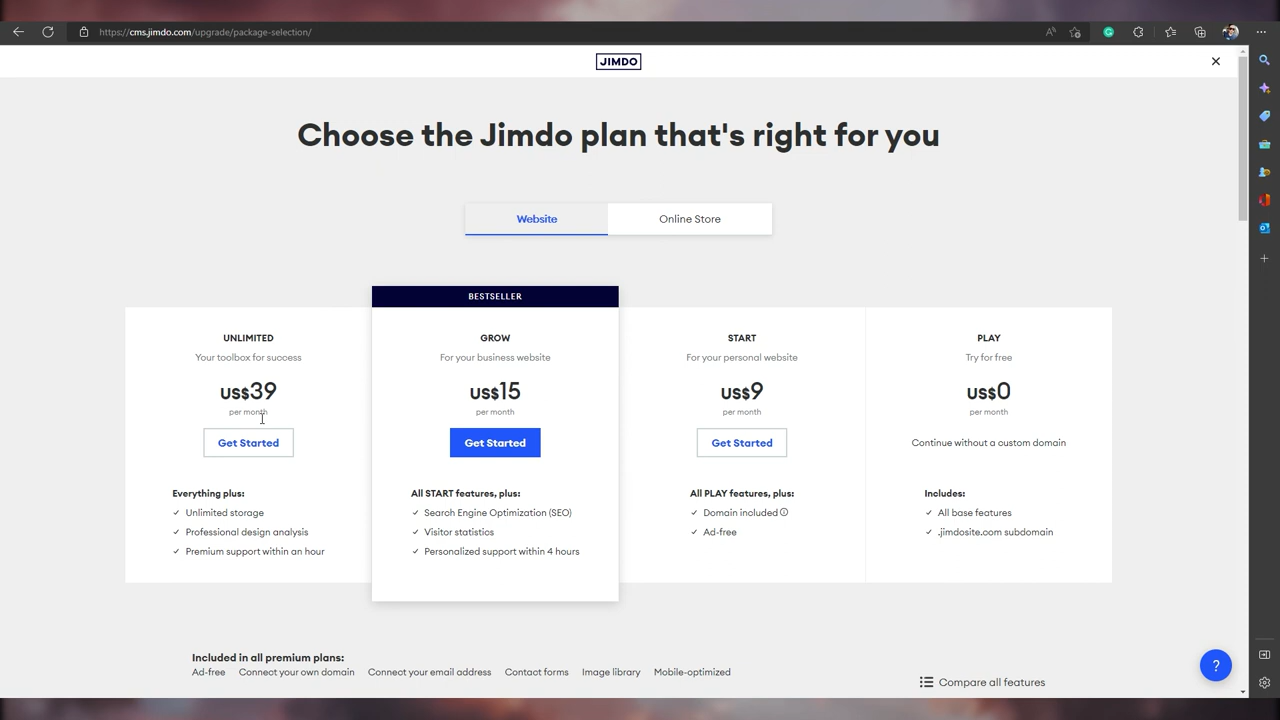 https://cms.jimdo.com/upgrade/package-selection/
JIMDO
Choose the Jimdo plan that's right for you
Website
Online Store
UNLIMITED
Your toolbox for success
US$39
per month
Get Started
Everything plus:
Unlimited storage
Professional design analysis
Premium support within an hour
BESTSELLER
GROW
For your business website
US$15
per month
Get Started
All START features, plus:
Search Engine Optimization (SEO)
Visitor statistics
Personalized support within 4 hours
START
For your personal website
US$9
per month
Get Started
All PLAY features, plus:
Domain included
Ad-free
PLAY
Try for free
US$0
per month
Continue without a custom domain
Includes:
All base features
.jimdosite.com subdomain
Included in all premium plans:
Ad-free Connect your own domain Connect your email address Contact forms Image library Mobile-optimized
Compare all features
?